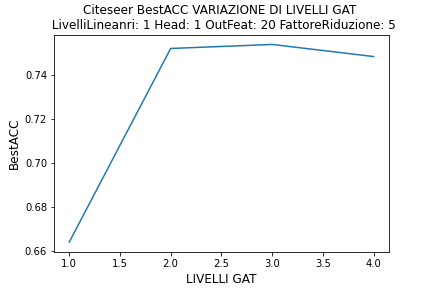 Citeseer BestACC VARIAZIONE DI LIVELLI GAT
LivelliLineanri: 1 Head: 1 OutFeat: 20 FattoreRiduzione: 5
BestACC
0.74
0.72
0.70
0.68
0.66
1.0 1.5 2.0 2.5 3.0 3.5 4.0
LIVELLI GAT